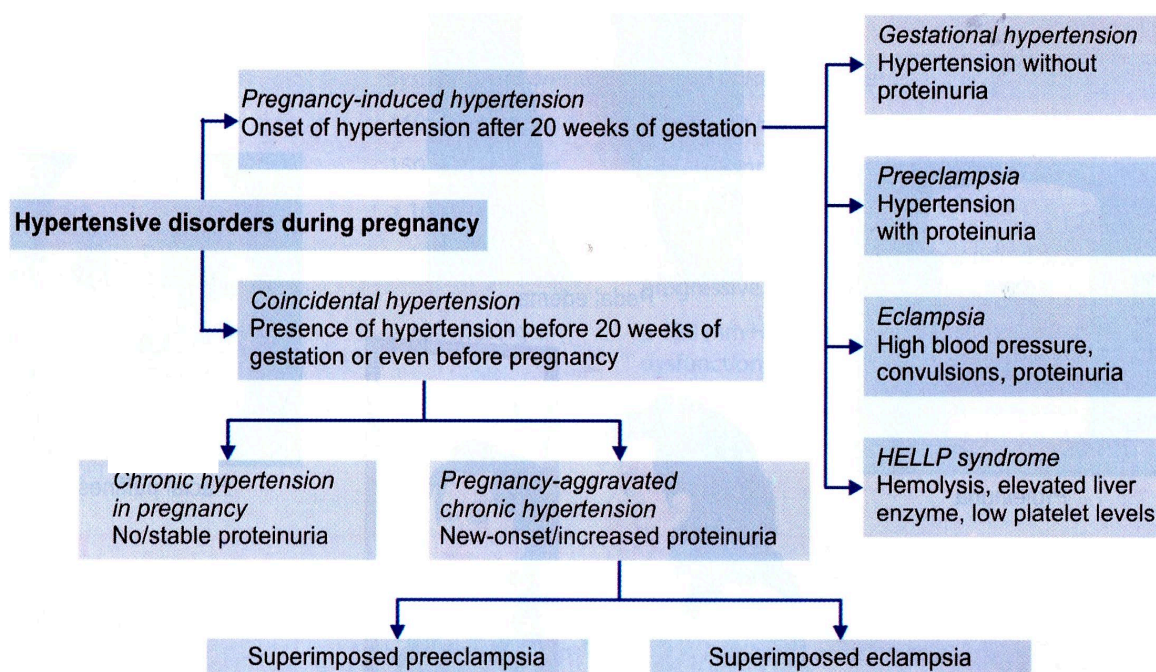 Hypertensive disorders during pregnancy
Pregnancy-induced hypertension
Onset of hypertension after 20 weeks of gestation
Gestational hypertension
Hypertension without
proteinuria
Preeclampsia
Hypertension
with proteinuria
Eclampsia
High blood pressure,
convulsions, proteinuria
HELLP syndrome
Hemolysis, elevated liver
enzyme, low platelet levels
Coincidental hypertension
Presence of hypertension before 20 weeks of
gestation or even before pregnancy
Chronic hypertension
in pregnancy
No/stable proteinuria
Pregnancy-aggravated
chronic hypertension
New-onset/increased proteinuria
Superimposed preeclampsia
Superimposed eclampsia